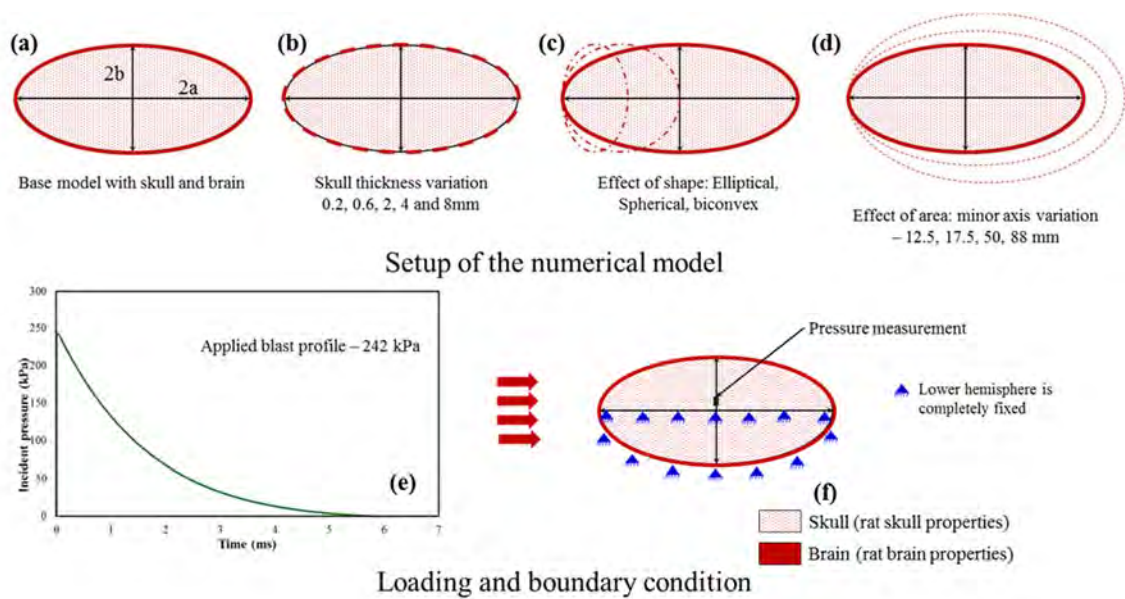 (a)
(b)
(c)
(d)
2b
2a
Base model with skull and brain
Skull thickness variation
0.2, 0.6, 2, 4 and 8mm
Effect of shape: Elliptical,
Spherical, biconvex
Effect of area: minor axis variation
– 12.5, 17.5, 50, 88 mm
Setup of the numerical model
300
250
200
150
100
50
0
Incident pressure (kPa)
Applied blast profile – 242 kPa
(e)
0 1 2 3 4 5 6 7
Time (ms)
Pressure measurement
Lower hemisphere is
completely fixed
(f)
Skull (rat skull properties)
Brain (rat brain properties)
Loading and boundary condition